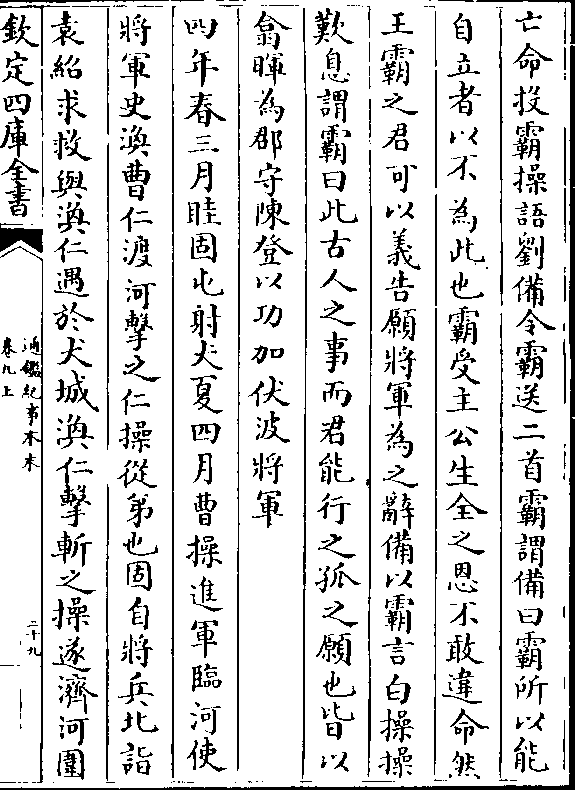 亡命投霸操語劉備令霸送二首霸謂備曰霸所以能
自立者以不為此也霸受主公生全之恩不敢違命然
王霸之君可以義告願將軍為之辭備以霸言白操操
歎息謂霸曰此古人之事而君能行之孤之願也皆以
翕暉為郡守陳登以功加伏波將軍
四年春三月眭固屯射犬夏四月曹操進軍臨河使
將軍史渙曹仁渡河擊之仁操從弟也固自將兵北詣
袁紹求救與渙仁遇於犬城渙仁擊斬之操遂濟河圍
欽定四庫全書
通鑑紀事本末
卷九上
二十九